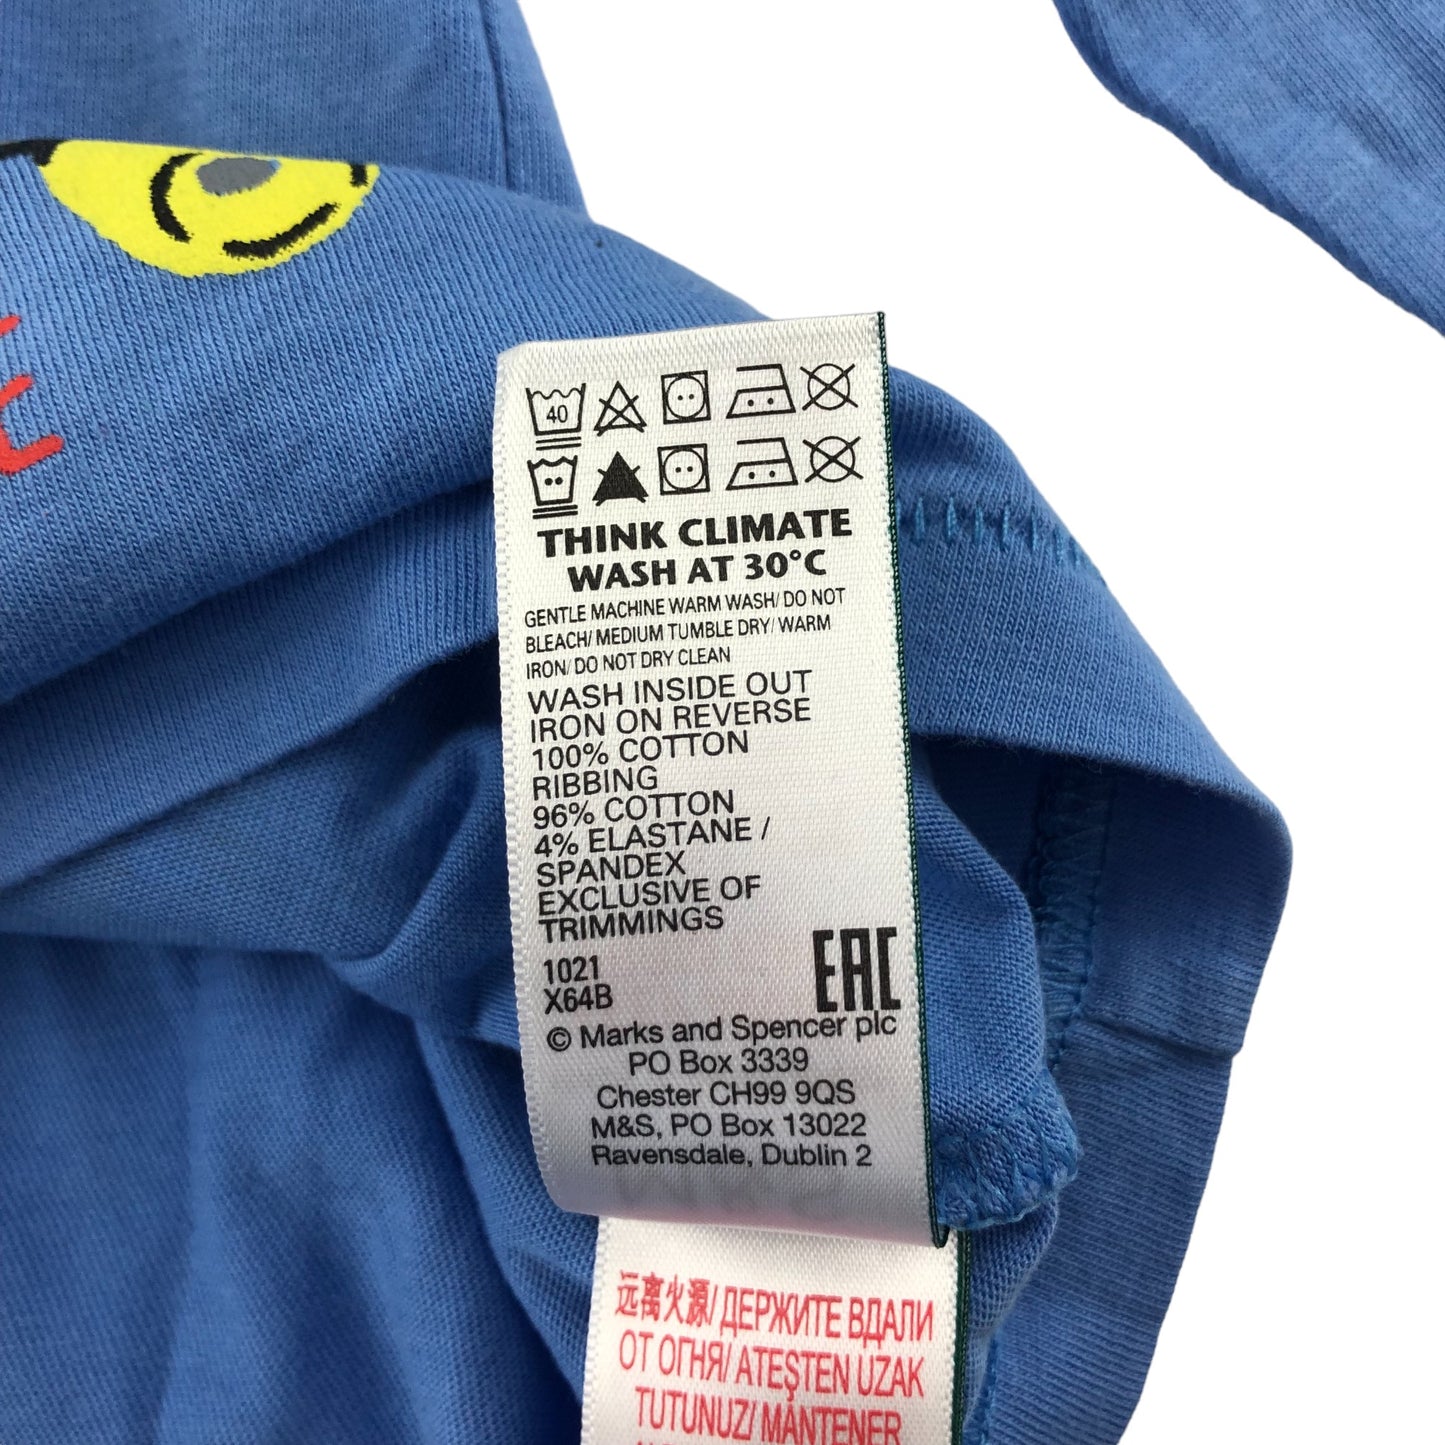 40
THINK CLIMATE
WASH AT 30°C
GENTLE MACHINE WARM WASH/ DO NOT
BLEACH/ MEDIUM TUMBLE DRY/ WARM
IRON/ DO NOT DRY CLEAN
WASH INSIDE OUT
IRON ON REVERSE
100% COTTON
RIBBING
96% COTTON
4% ELASTANE /
SPANDEX
EXCLUSIVE OF
TRIMMINGS
1021
X64B
EAC
© Marks and Spencer plc
PO Box 3339
Chester CH99 9QS
M&S, PO Box 13022
Ravensdale, Dublin 2
远离火源/ ДЕРЖИТЕ ВДАЛИ
ОТ ОГНЯ/ ATEŞTEN UZAK
TUTUNUZ/ MANTENER